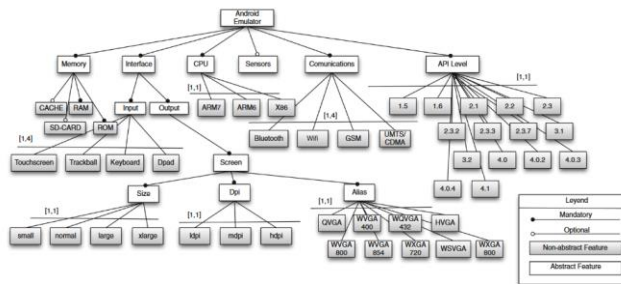 Android
Emulator
Memory
Interface
CPU
Sensors
Comunications
API Level
[1,1]
[1,1]
CACHE
RAM
Input
Output
ARM7
ARM6
X86
1.5
1.6
2.1
2.2
2.3
SD-CARD
ROM
[1,4]
2.3.2
2.3.3
2.3.7
3.1
[1,4]
Bluetooth
Wifi
GSM
UMTS/
CDMA
Touchscreen
Trackball
Keyboard
Dpad
Screen
3.2
4.0
4.0.2
4.0.3
4.0.4
4.1
Size
Dpi
Alias
[1,1]
[1,1]
[1,1]
small
normal
large
xlarge
ldpi
mdpi
hdpi
QVGA
WVGA
400
WQVGA
432
HVGA
WVGA
800
WVGA
854
WXGA
720
WSVGA
WXGA
800
Leyend
Mandatory
Optional
Non-abstract Feature
Abstract Feature